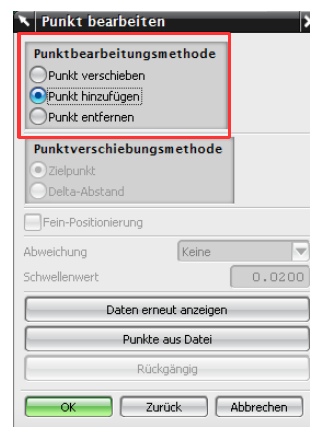 Punkt bearbeiten
Punktbearbeitungsmethode
Punkt verschieben
Punkt hinzufügen
Punkt entfernen
Punktverschiebungsmethode
Zielpunkt
Delta-Abstand
Fein-Positionierung
Abweichung Keine
Schwellenwert 0.0200
Daten erneut anzeigen
Punkte aus Datei
Rückgängig
OK Zurück Abbrechen